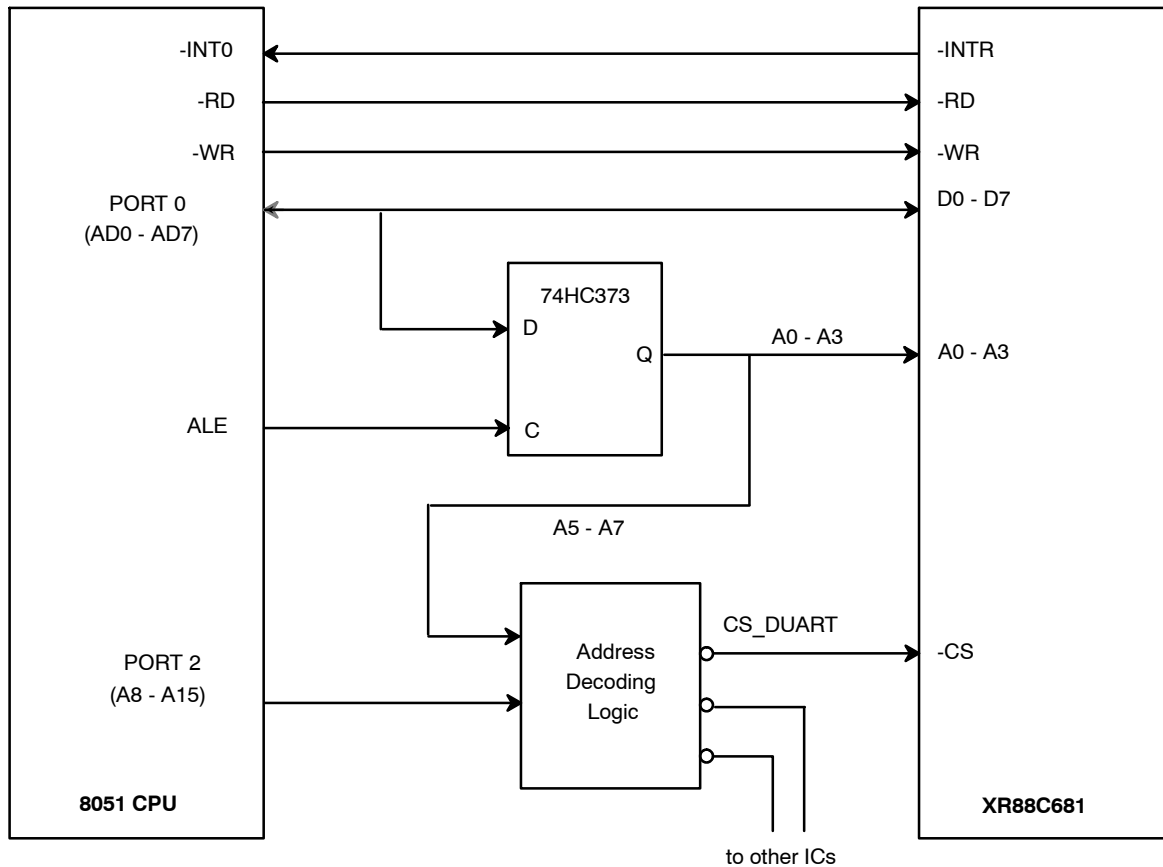 -INT0
-INTR
-RD
-RD
-WR
-WR
PORT 0
(AD0 - AD7)
D0 - D7
74HC373
D
Q
A0 - A3
A0 - A3
ALE
C
A5 - A7
CS_DUART
-CS
Address
Decoding
Logic
PORT 2
(A8 - A15)
8051 CPU
XR88C681
to other ICs